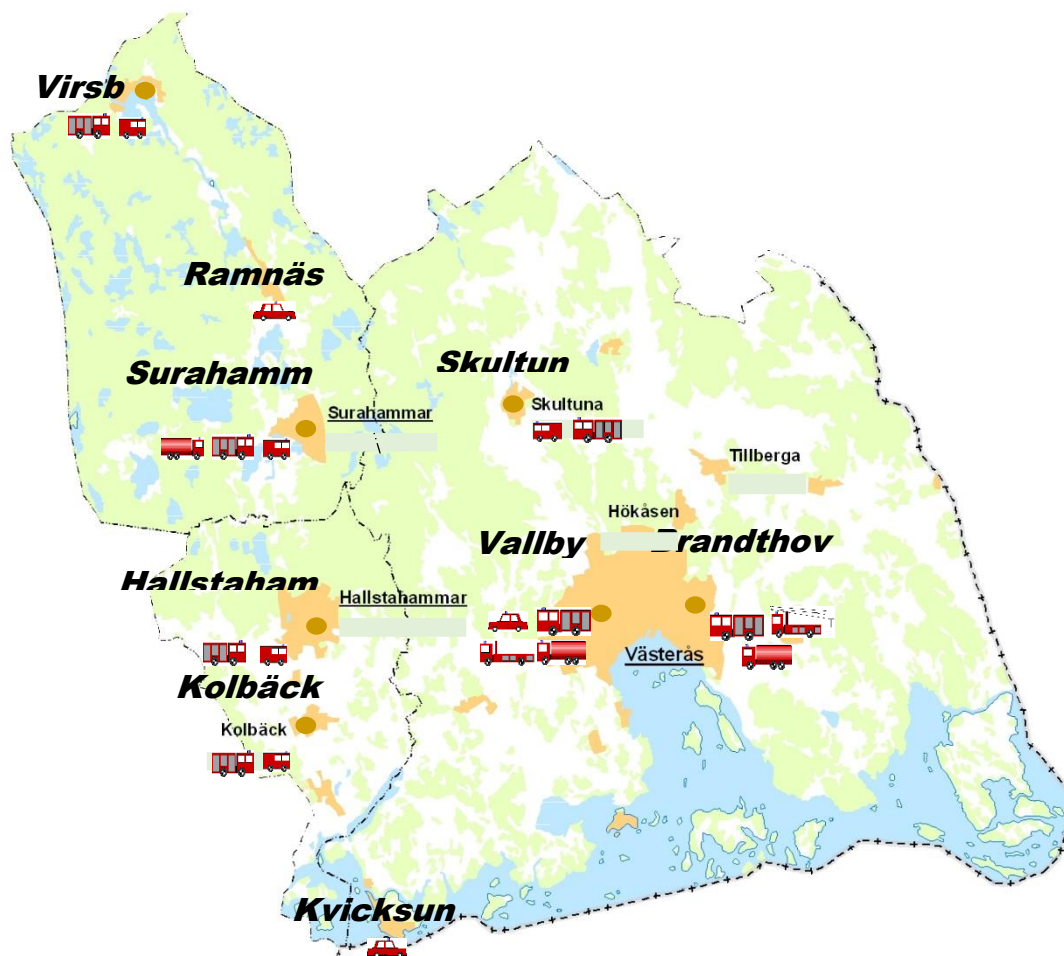 Virsb
Ramnäs
Surahamm
Surahammar
Skultun
Skultuna
Tillberga
Hökåsen
Vallby
Brandthov
Hallstaham
Hallstahammar
Västerås
Kolbäck
Kolbäck
Kvicksun